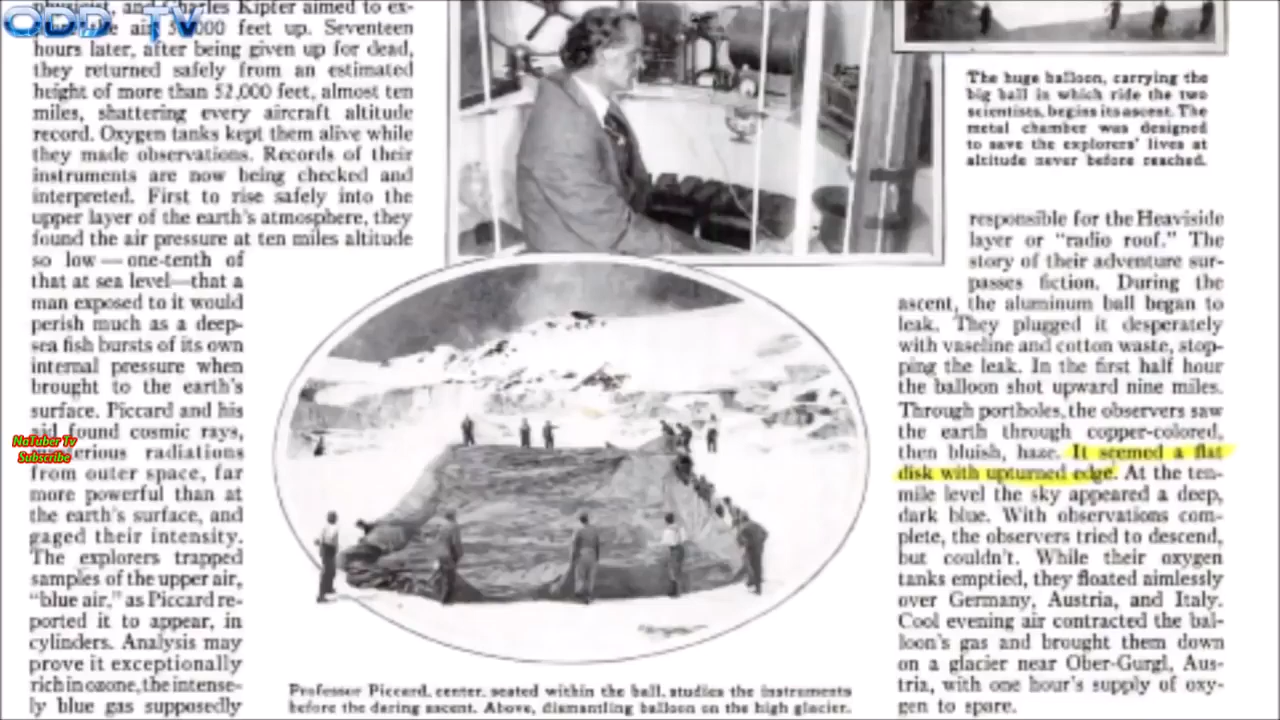 ODD TV
and Charles Kipfer aimed to ex-
000 feet up. Seventeen
hours later, after being given up for dead,
they returned safely from an estimated
height of more than 52,000 feet, almost ten
miles, shattering every aircraft altitude
record. Oxygen tanks kept them alive while
they made observations. Records of their
instruments are now being checked and
interpreted. First to rise safely into the
upper layer of the earth's atmosphere, they
found the air pressure at ten miles altitude
so low—one-tenth of
that at sea level—that a
man exposed to it would
perish much as a deep-
sea fish bursts of its own
internal pressure when
brought to the earth's
surface. Piccard and his
found cosmic rays,
radiations
from outer space, far
more powerful than at
the earth's surface, and
gaged their intensity.
The explorers trapped
samples of the upper air,
"blue air," as Piccard re-
ported it to appear, in
cylinders. Analysis may
prove it exceptionally
rich in ozone, the intense-
ly blue gas supposedly
NaTuber Tv
Subscribe
Professor Piccard, center, seated within the ball, studies the instruments
before the daring ascent. Above, dismantling balloon on the high glacier.
The huge balloon, carrying the
big ball in which ride the two
scientists, begins its ascent. The
metal chamber was designed
to save the explorers' lives at
altitude never before reached.
responsible for the Heaviside
layer or "radio roof." The
story of their adventure sur-
passes fiction. During the
ascent, the aluminum ball began to
leak. They plugged it desperately
with vaseline and cotton waste, stop-
ping the leak. In the first half hour
the balloon shot upward nine miles.
Through portholes, the observers saw
the earth through copper-colored,
then bluish, haze. It seemed a flat
disk with upturned edge. At the ten-
mile level the sky appeared a deep,
dark blue. With observations com-
plete, the observers tried to descend,
but couldn't. While their oxygen
tanks emptied, they floated aimlessly
over Germany, Austria, and Italy.
Cool evening air contracted the bal-
loon's gas and brought them down
on a glacier near Ober-Gurgl, Aus-
tria, with one hour's supply of oxy-
gen to spare.